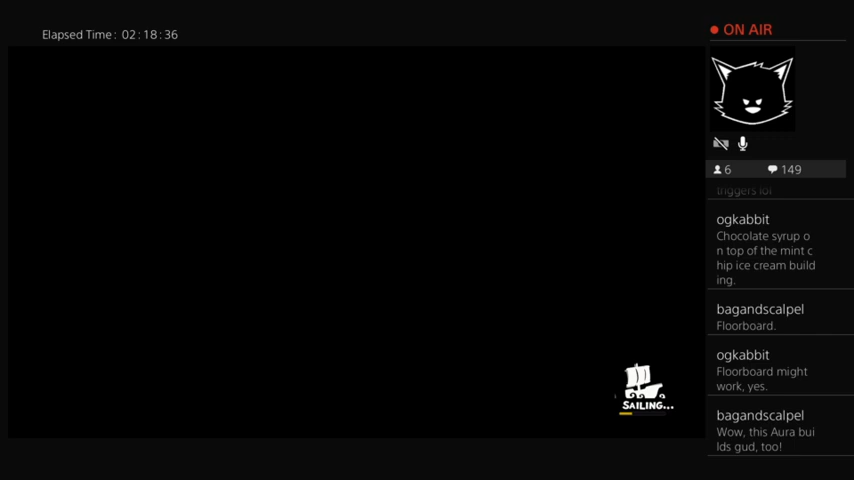 Elapsed Time: 02:18:36
ON AIR
6 149
triggers lol
ogkabbit
Chocolate syrup o
n top of the mint c
hip ice cream build
ing.
bagandscalpel
Floorboard.
ogkabbit
Floorboard might
work, yes.
bagandscalpel
Wow, this Aura bui
lds gud, too!
SAILING...